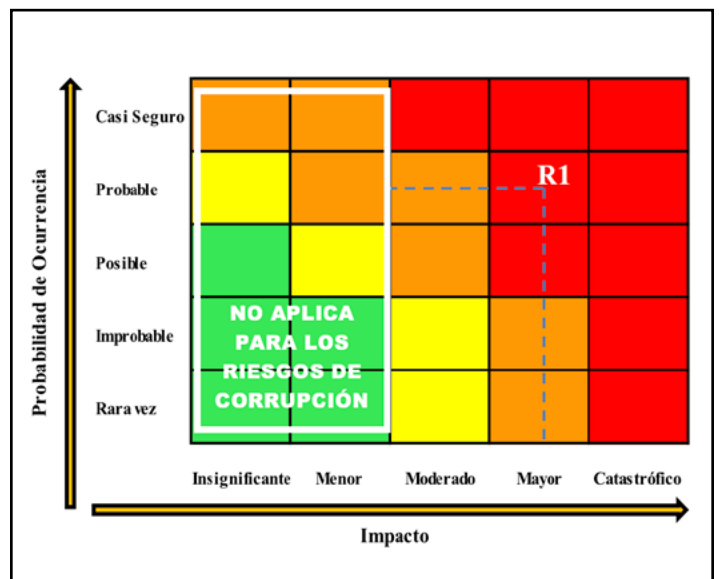 Probabilidad de Ocurrencia
Casi Seguro
Probable
R1
Posible
Improbable
Rara vez
NO APLICA
PARA LOS
RIESGOS DE
CORRUPCIÓN
Insignificante Menor Moderado Mayor Catastrófico
Impacto